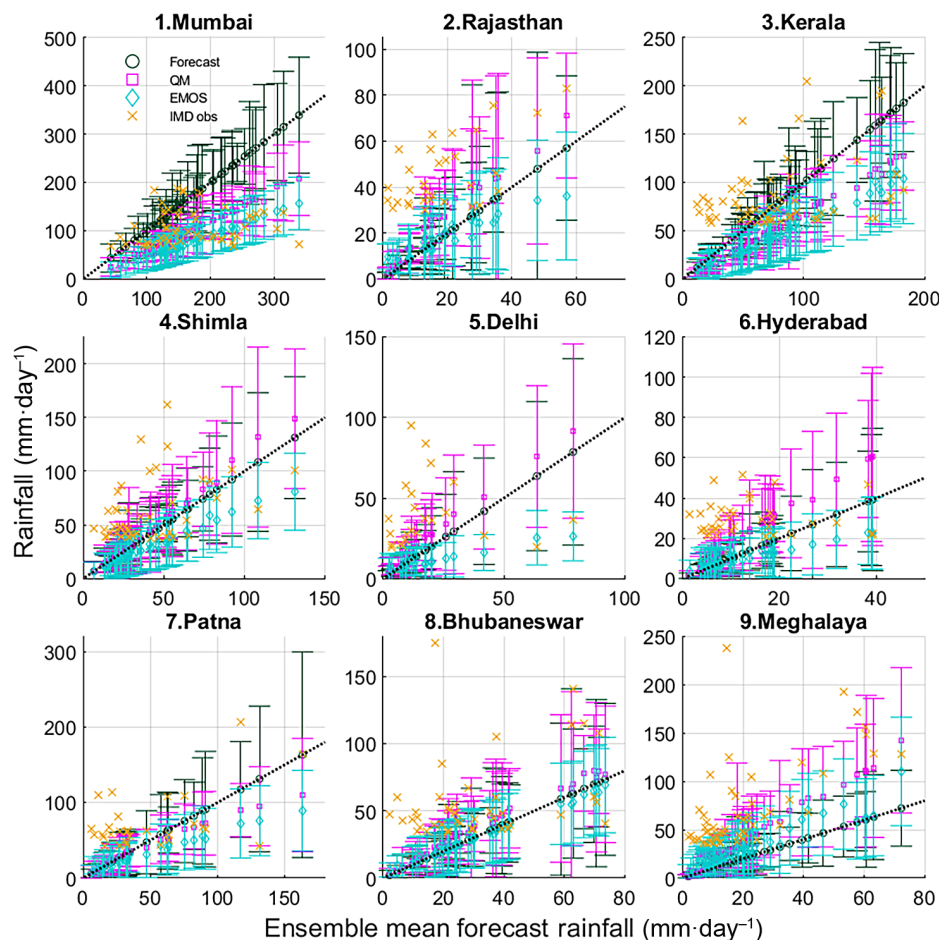 1.Mumbai
2.Rajasthan
3.Kerala
500
400
300
200
100
0
0 100 200 300
Forecast
QM
EMOS
IMD obs
100
80
60
40
20
0
0 20 40 60
250
200
150
100
50
0
0 100 200
4.Shimla
5.Delhi
6.Hyderabad
200
150
100
50
0
0 50 100 150
150
100
50
0
0 50 100
120
100
80
60
40
20
0
0 20 40
7.Patna
8.Bhubaneswar
9.Meghalaya
300
200
100
0
0 50 100 150
150
100
50
0
0 20 40 60 80
250
200
150
100
50
0
0 20 40 60 80
Rainfall (mm·day⁻¹)
Ensemble mean forecast rainfall (mm·day⁻¹)